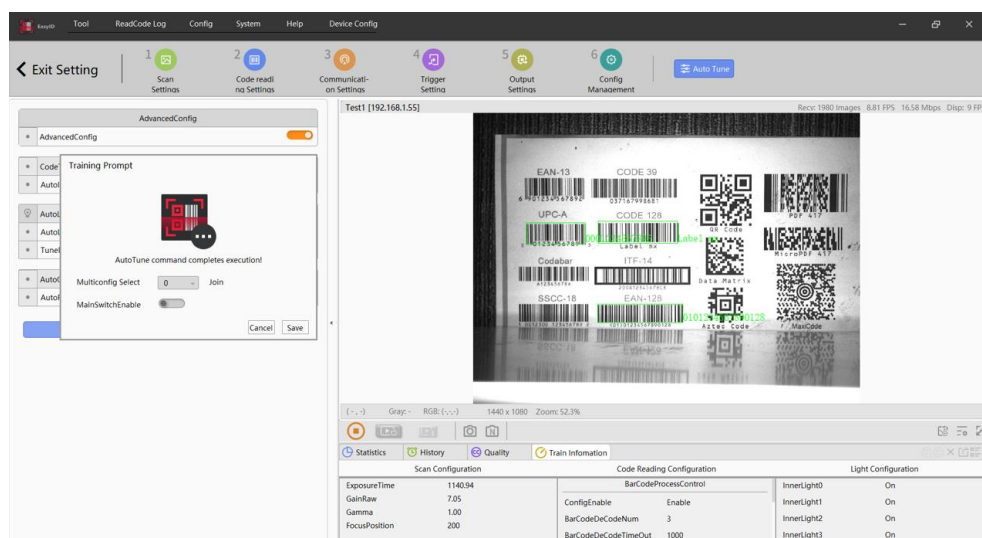 EasyID Tool ReadCode Log Config System Help Device Config
Exit Setting
1 Scan Settings
2 Code readi ng Settings
3 Communicati- on Settings
4 Trigger Setting
5 Output Settings
6 Config Management
Auto Tune
AdvancedConfig
AdvancedConfig
Code
AutoL
AutoL
Tune
Training Prompt
AutoTune command completes execution!
Multiconfig Select 0 Join
MainSwitchEnable
Cancel Save
Test1 [192.168.1.55] Recv: 1980 Images 8.81 FPS 16.58 Mbps Disp: 9 FP
EAN-13 CODE 39
037167998681
UPC-A CODE 128
QR Code PDF 417
Label mx
Codabar ITF-14
Data Matrix MicroPDF 417
SSCC-18 EAN-128
Aztec Code MaxiCode
(-,-) Gray: - RGB: (-,-,-) 1440 x 1080 Zoom: 52.3%
Statistics History Quality Train Infomation
Scan Configuration Code Reading Configuration Light Configuration
ExposureTime 1140.94
GainRaw 7.05
Gamma 1.00
FocusPosition 200
BarCodeProcessControl
ConfigEnable Enable
BarCodeDeCodeNum 3
BarCodeDeCodeTimeOut 1000
InnerLight0 On
InnerLight1 On
InnerLight2 On
InnerLight3 On